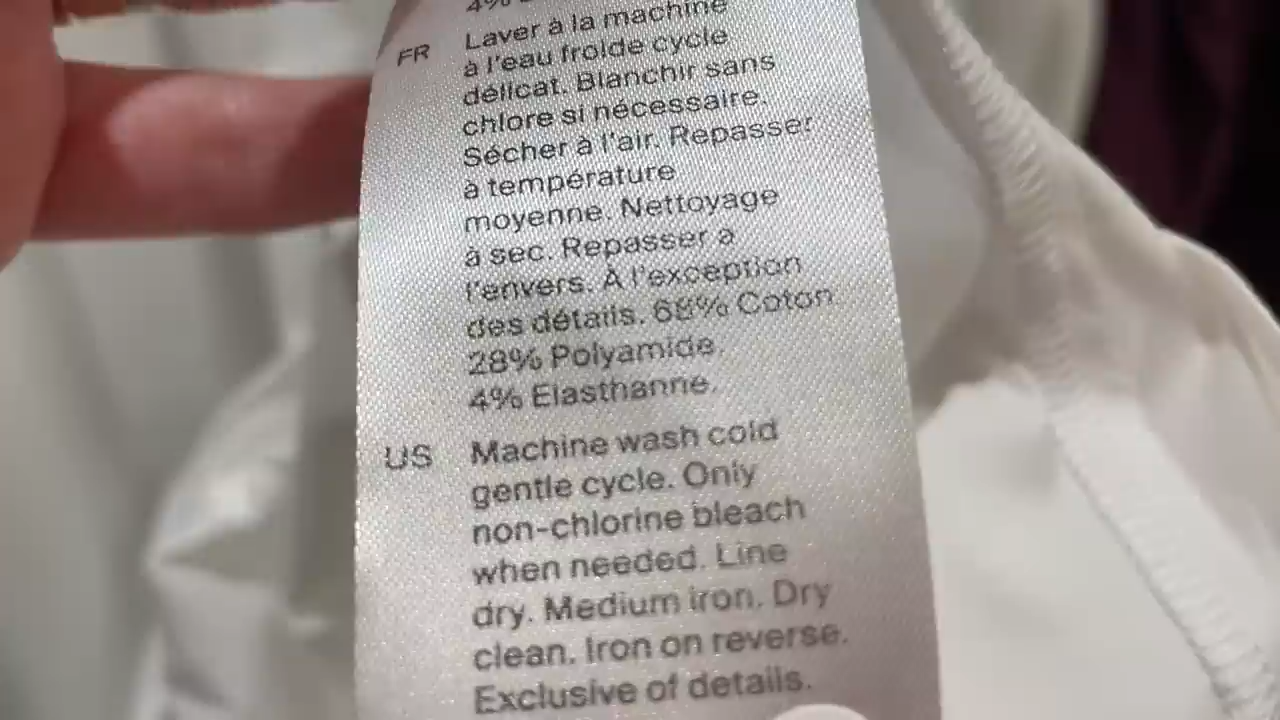 4%
FR Laver à la machine
à l'eau froide cycle
délicat. Blanchir sans
chlore si nécessaire.
Sécher à l'air. Repasser
à température
moyenne. Nettoyage
à sec. Repasser à
l'envers. À l'exception
des détails. 68% Coton
28% Polyamide.
4% Elasthanne.
US Machine wash cold
gentle cycle. Only
non-chlorine bleach
when needed. Line
dry. Medium iron. Dry
clean. Iron on reverse.
Exclusive of details.